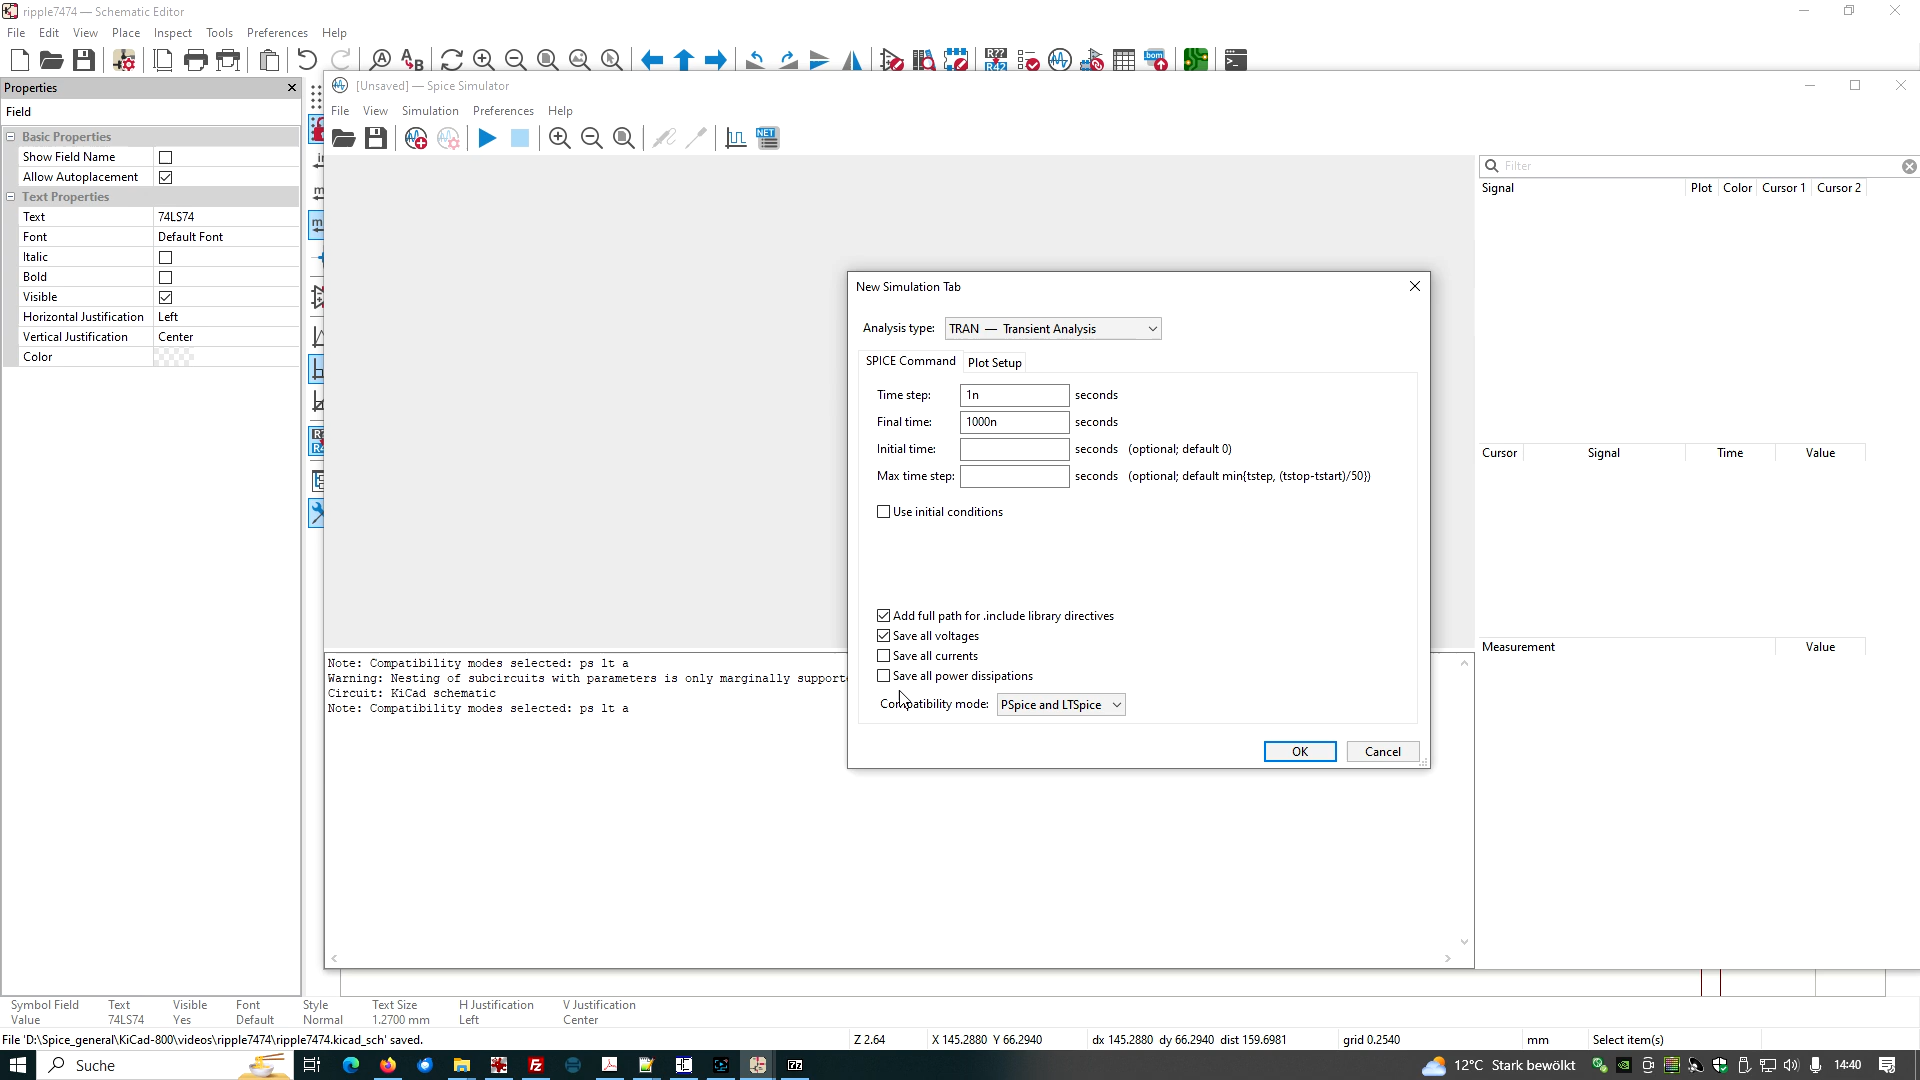 ripple7474 — Schematic Editor
File Edit View Place Inspect Tools Preferences Help
Properties
Field
Basic Properties
Show Field Name
Allow Autoplacement
Text Properties
Text 74LS74
Font Default Font
Italic
Bold
Visible
Horizontal Justification Left
Vertical Justification Center
Color
[Unsaved] — Spice Simulator
File View Simulation Preferences Help
Filter
Signal Plot Color Cursor 1 Cursor 2
Cursor Signal Time Value
Measurement Value
New Simulation Tab
Analysis type: TRAN — Transient Analysis
SPICE Command Plot Setup
Time step: 1n seconds
Final time: 1000n seconds
Initial time: seconds (optional; default 0)
Max time step: seconds (optional; default min{tstep, (tstop-tstart)/50})
Use initial conditions
Add full path for .include library directives
Save all voltages
Save all currents
Save all power dissipations
Compatibility mode: PSpice and LTSpice
OK Cancel
Note: Compatibility modes selected: ps lt a
Warning: Nesting of subcircuits with parameters is only marginally supporte
Circuit: KiCad schematic
Note: Compatibility modes selected: ps lt a
Symbol Field Text Visible Font Style Text Size H Justification V Justification
Value 74LS74 Yes Default Normal 1.2700 mm Left Center
File 'D:\Spice_general\KiCad-800\videos\ripple7474\ripple7474.kicad_sch' saved. Z 2.64 X 145.2880 Y 66.2940 dx 145.2880 dy 66.2940 dist 159.6981 grid 0.2540 mm Select item(s)
Suche 12°C Stark bewölkt 14:40